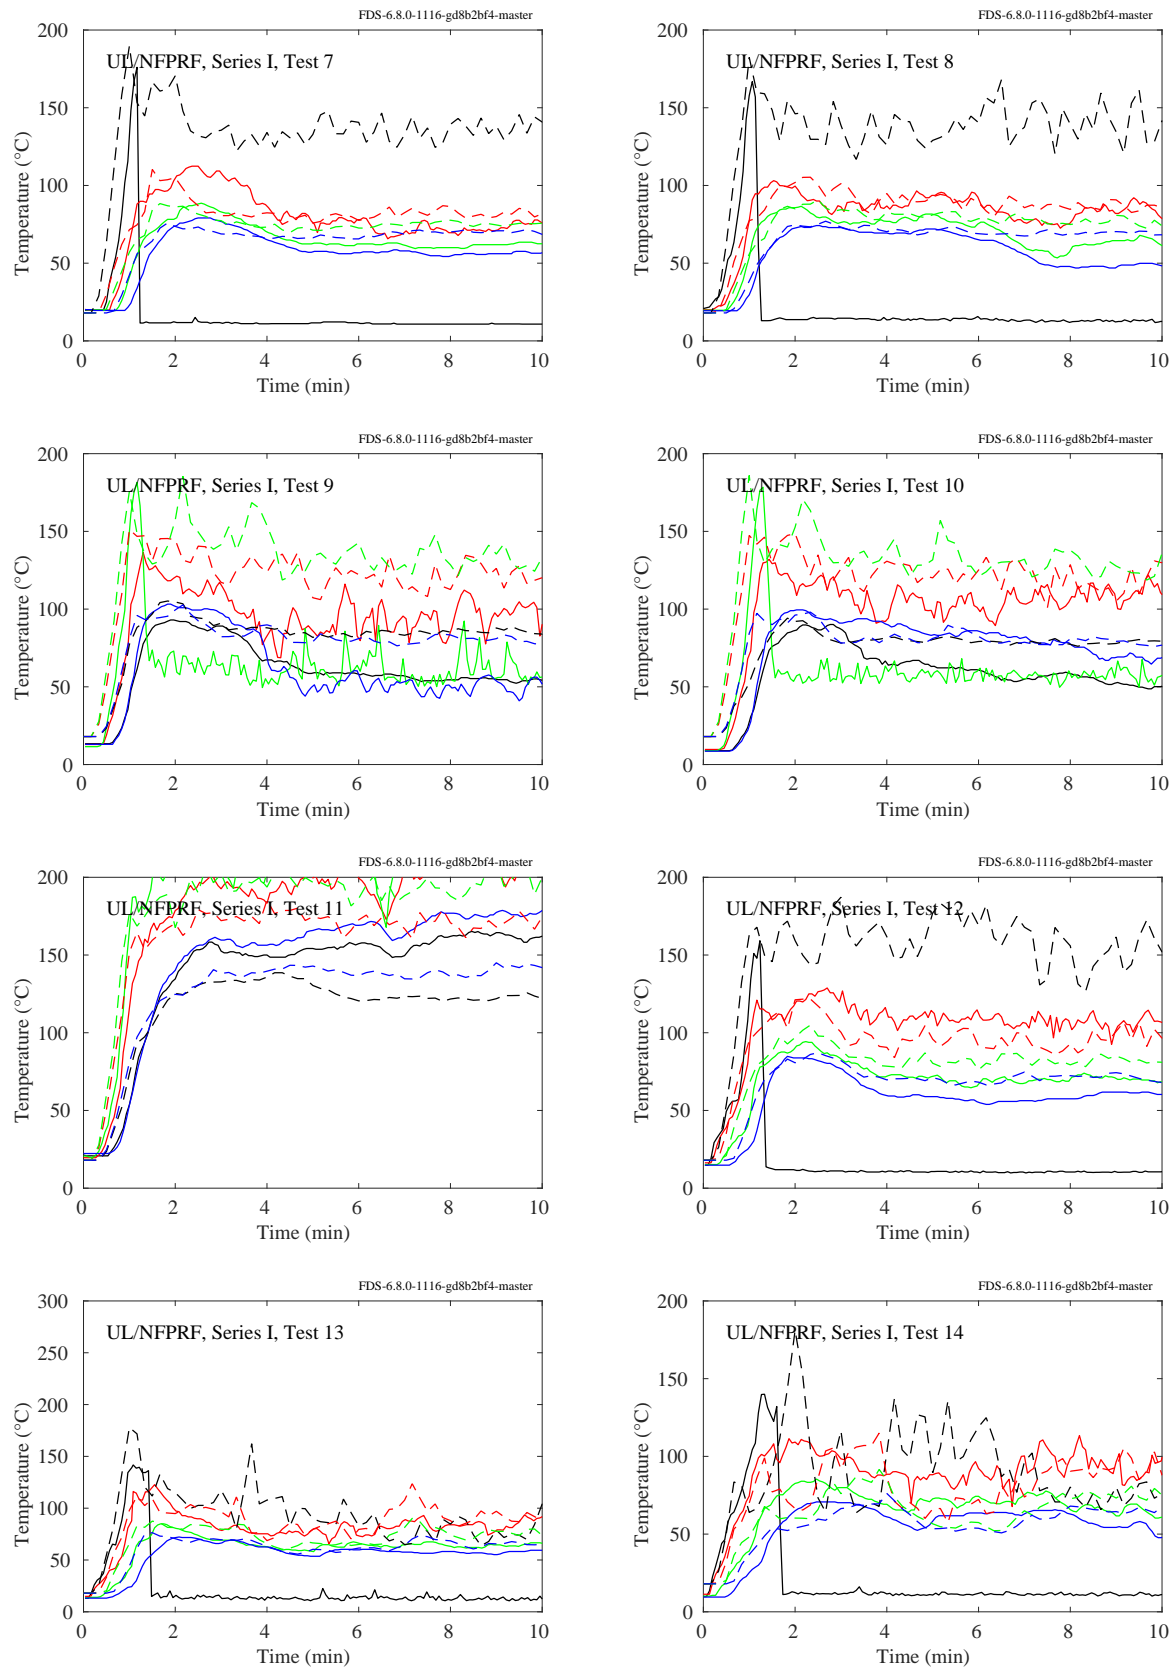 FDS-6.8.0-1116-gd8b2bf4-master
UL/NFPRF, Series I, Test 7
Temperature (°C)
200
150
100
50
0
0 2 4 6 8 10
Time (min)
FDS-6.8.0-1116-gd8b2bf4-master
UL/NFPRF, Series I, Test 8
Temperature (°C)
200
150
100
50
0
0 2 4 6 8 10
Time (min)
FDS-6.8.0-1116-gd8b2bf4-master
UL/NFPRF, Series I, Test 9
Temperature (°C)
200
150
100
50
0
0 2 4 6 8 10
Time (min)
FDS-6.8.0-1116-gd8b2bf4-master
UL/NFPRF, Series I, Test 10
Temperature (°C)
200
150
100
50
0
0 2 4 6 8 10
Time (min)
FDS-6.8.0-1116-gd8b2bf4-master
UL/NFPRF, Series I, Test 11
Temperature (°C)
200
150
100
50
0
0 2 4 6 8 10
Time (min)
FDS-6.8.0-1116-gd8b2bf4-master
UL/NFPRF, Series I, Test 12
Temperature (°C)
200
150
100
50
0
0 2 4 6 8 10
Time (min)
FDS-6.8.0-1116-gd8b2bf4-master
UL/NFPRF, Series I, Test 13
Temperature (°C)
300
250
200
150
100
50
0
0 2 4 6 8 10
Time (min)
FDS-6.8.0-1116-gd8b2bf4-master
UL/NFPRF, Series I, Test 14
Temperature (°C)
200
150
100
50
0
0 2 4 6 8 10
Time (min)